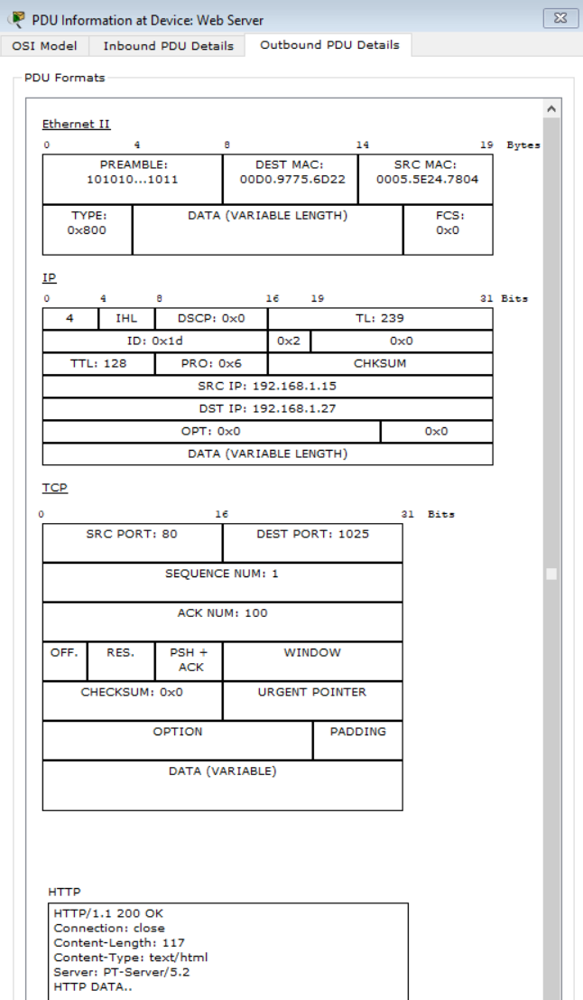 PDU Information at Device: Web Server
OSI Model Inbound PDU Details Outbound PDU Details
PDU Formats
Ethernet II
0 4 8 14 19 Bytes
PREAMBLE: DEST MAC: SRC MAC:
101010...1011 00D0.9775.6D22 0005.5E24.7804
TYPE: DATA (VARIABLE LENGTH) FCS:
0x800 0x0
IP
0 4 8 16 19 31 Bits
4 IHL DSCP: 0x0 TL: 239
ID: 0x1d 0x2 0x0
TTL: 128 PRO: 0x6 CHKSUM
SRC IP: 192.168.1.15
DST IP: 192.168.1.27
OPT: 0x0 0x0
DATA (VARIABLE LENGTH)
TCP
0 16 31 Bits
SRC PORT: 80 DEST PORT: 1025
SEQUENCE NUM: 1
ACK NUM: 100
OFF. RES. PSH + WINDOW
ACK
CHECKSUM: 0x0 URGENT POINTER
OPTION PADDING
DATA (VARIABLE)
HTTP
HTTP/1.1 200 OK
Connection: close
Content-Length: 117
Content-Type: text/html
Server: PT-Server/5.2
HTTP DATA..